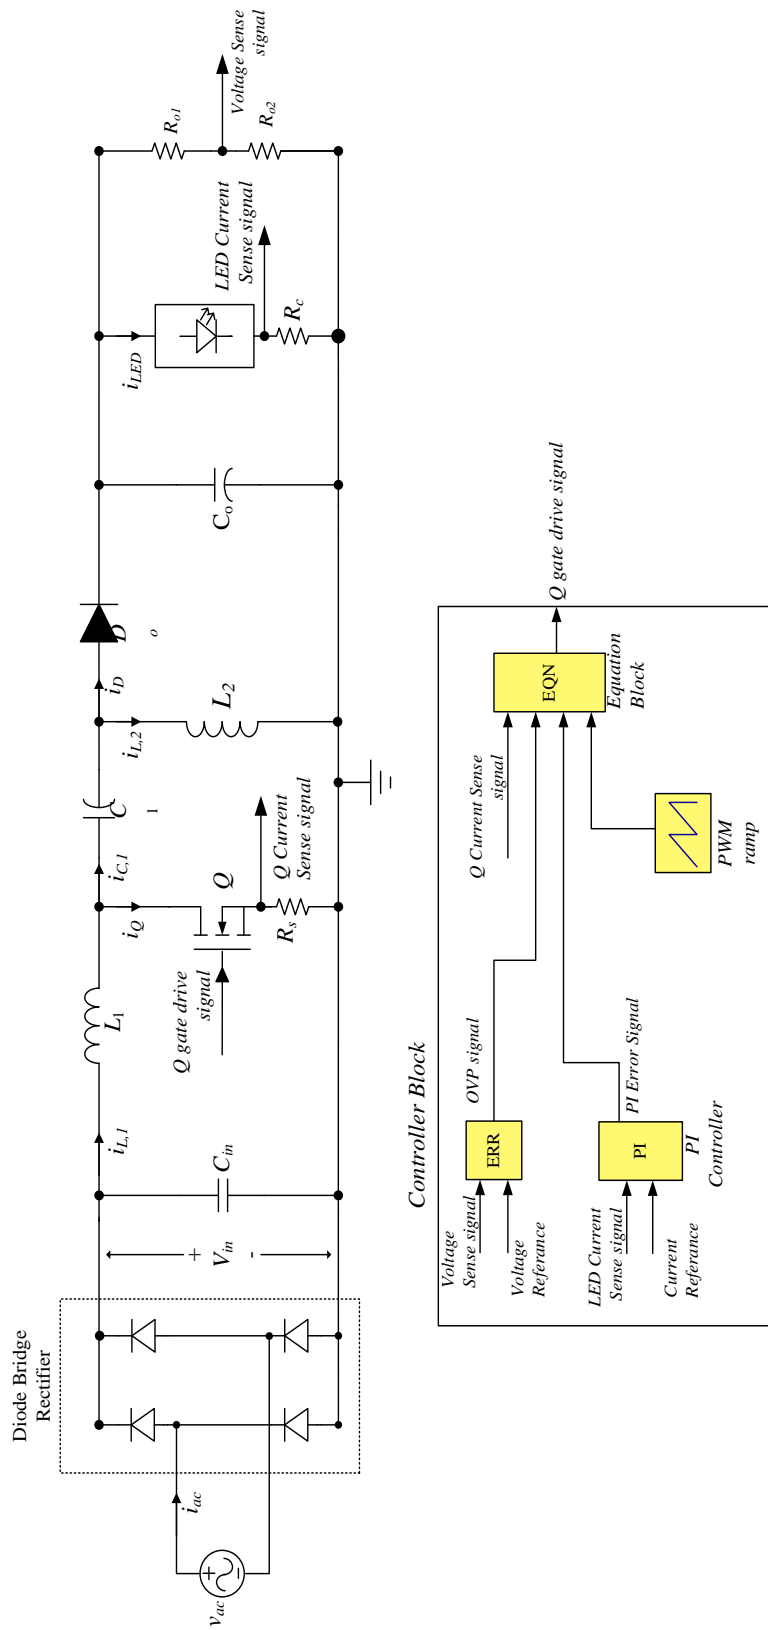 Diode Bridge
Rectifier
v_ac
i_ac
+
V_in
-
C_in
i_L,1
L_1
Q gate drive
signal
i_Q
Q
R_s
Q Current
Sense signal
i_C,1
C
1
i_L,2
L_2
i_D
D
o
C_o
i_LED
LED Current
Sense signal
R_c
R_o1
R_o2
Voltage Sense
signal
Controller Block
Voltage
Sense signal
Voltage
Referance
ERR
OVP signal
LED Current
Sense signal
Current
Referance
PI
PI
Controller
PI Error Signal
Q Current Sense
signal
PWM
ramp
EQN
Equation
Block
Q gate drive signal